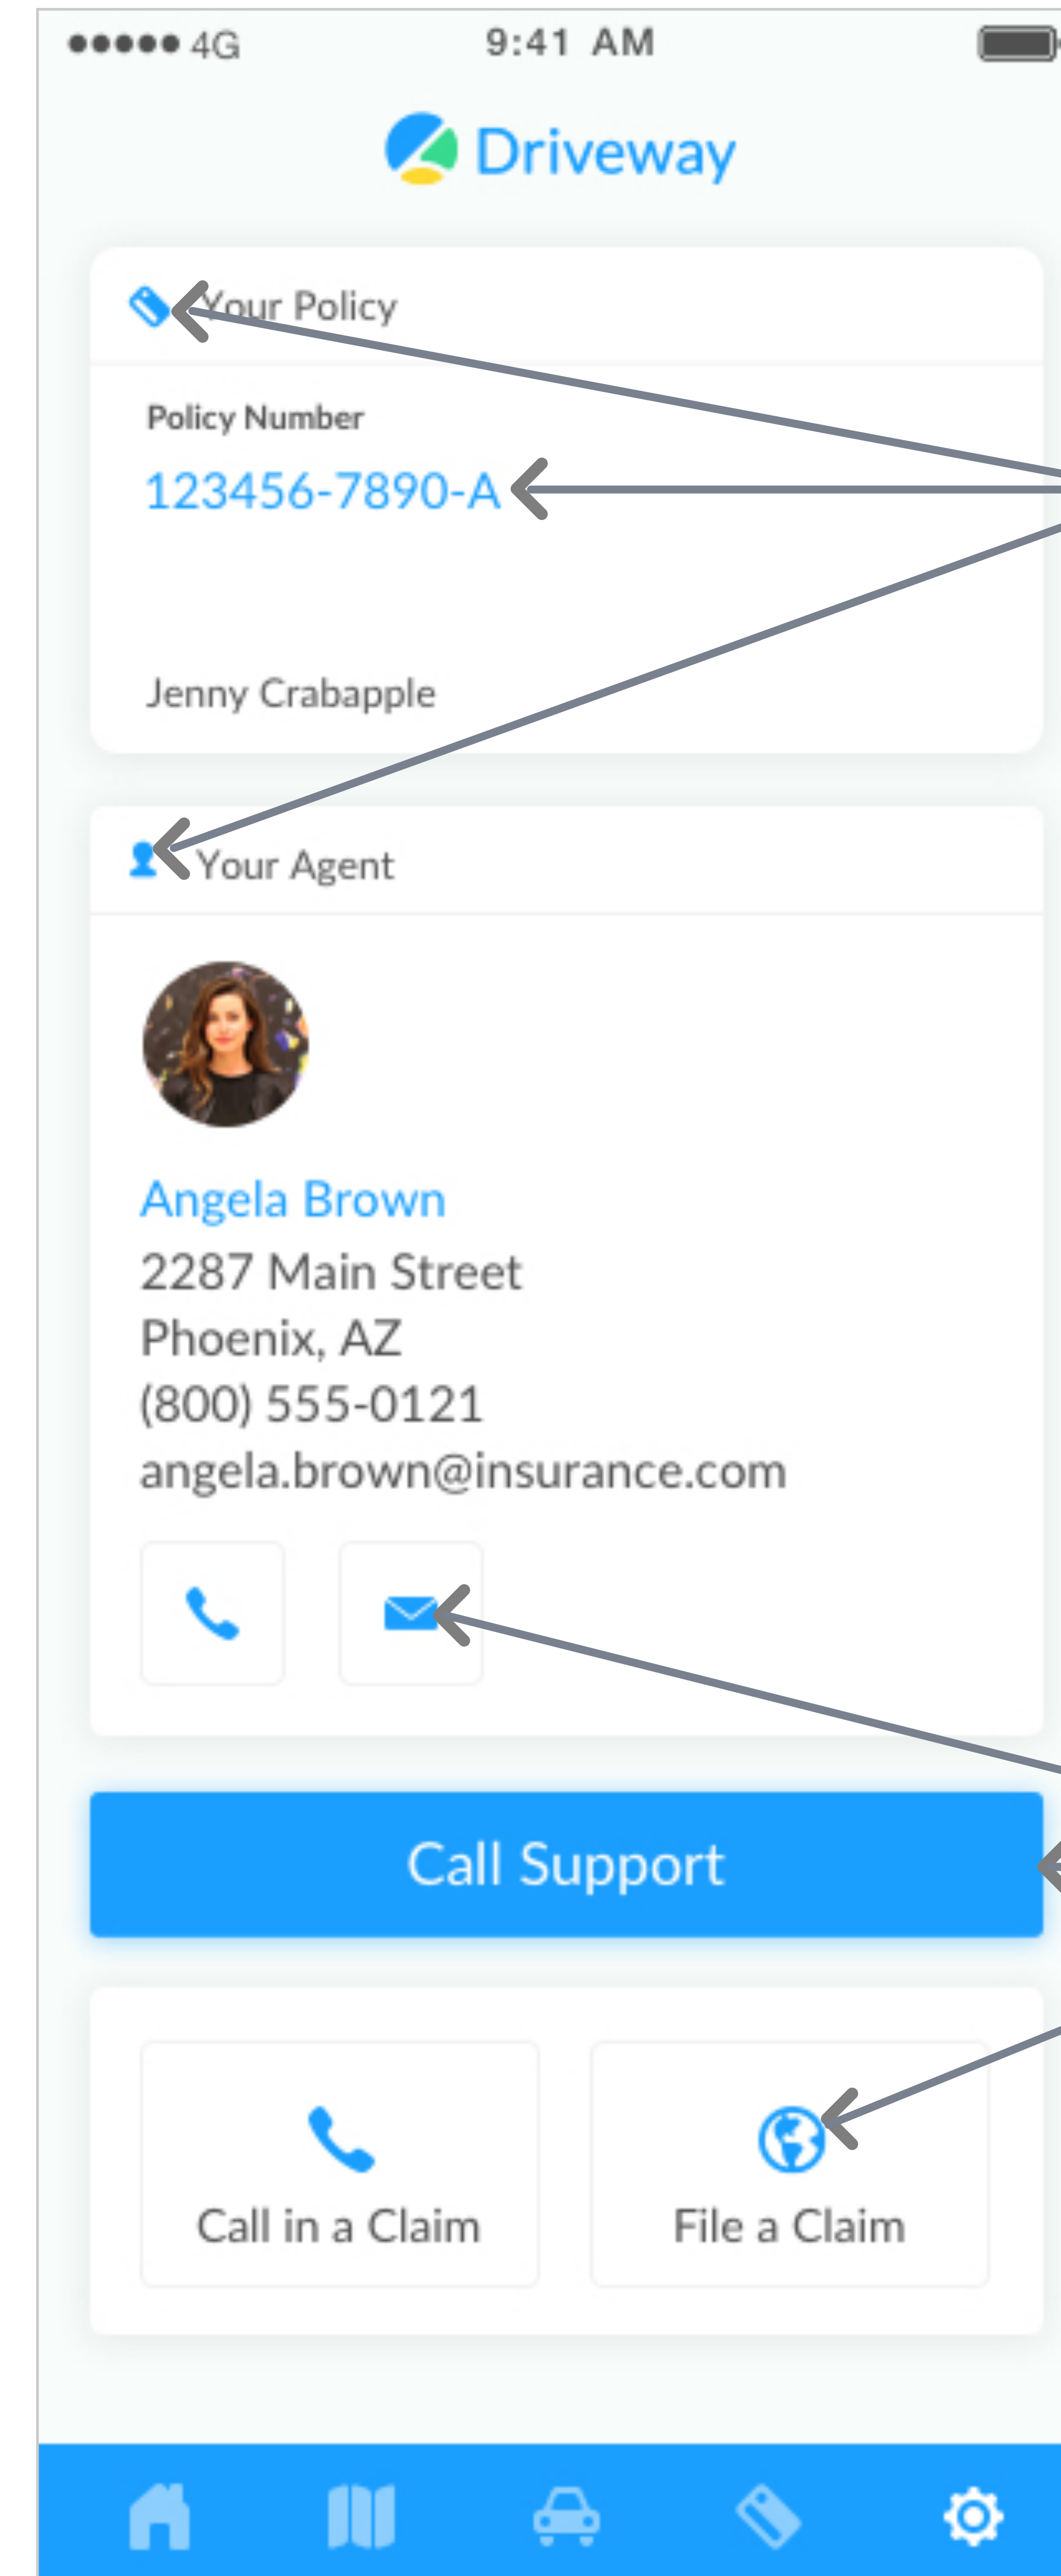 4G 9:41 AM
Driveway
Your Policy
Policy Number
123456-7890-A
Jenny Crabapple
Your Agent
Angela Brown
2287 Main Street
Phoenix, AZ
(800) 555-0121
angela.brown@insurance.com
Call Support
Call in a Claim File a Claim